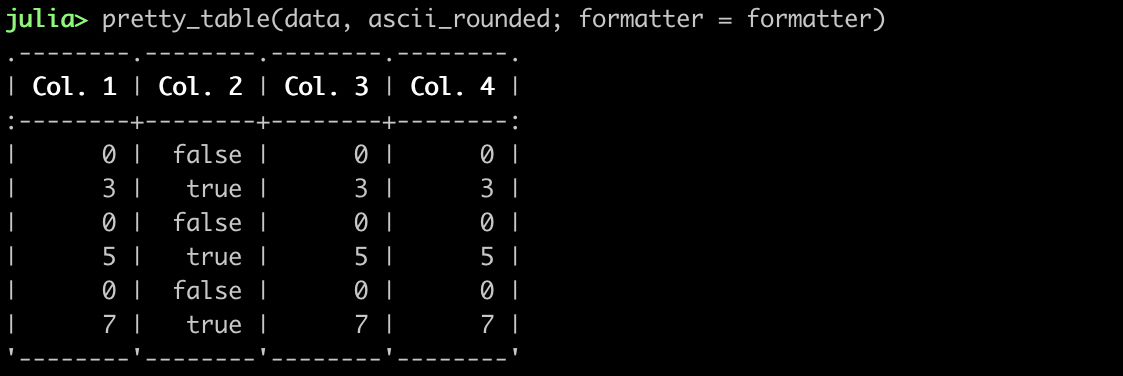 julia> pretty_table(data, ascii_rounded; formatter = formatter)
.--------.--------.--------.--------.
| Col. 1 | Col. 2 | Col. 3 | Col. 4 |
:--------+--------+--------+--------:
|      0 |  false |      0 |      0 |
|      3 |   true |      3 |      3 |
|      0 |  false |      0 |      0 |
|      5 |   true |      5 |      5 |
|      0 |  false |      0 |      0 |
|      7 |   true |      7 |      7 |
'--------'--------'--------'--------'